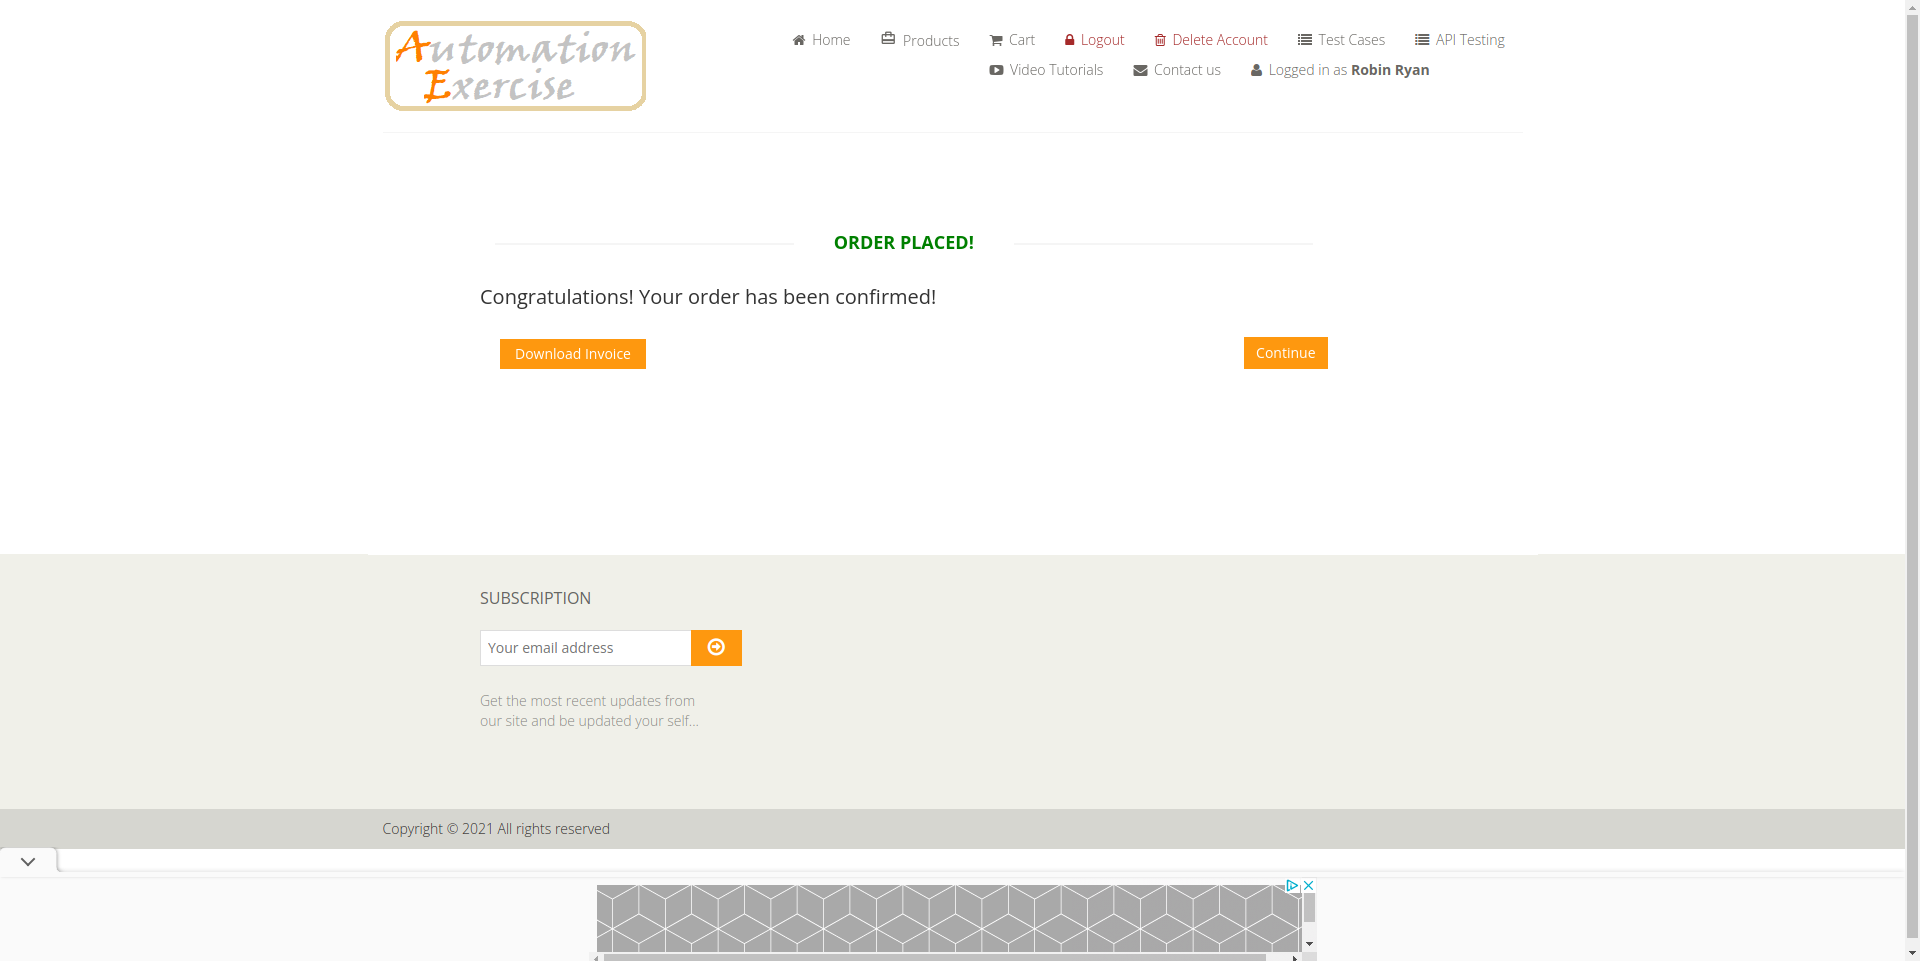 Automation
Exercise
Home
Products
Cart
Logout
Delete Account
Test Cases
API Testing
Video Tutorials
Contact us
Logged in as Robin Ryan
ORDER PLACED!
Congratulations! Your order has been confirmed!
Download Invoice
Continue
SUBSCRIPTION
Your email address
Get the most recent updates from
our site and be updated your self...
Copyright © 2021 All rights reserved